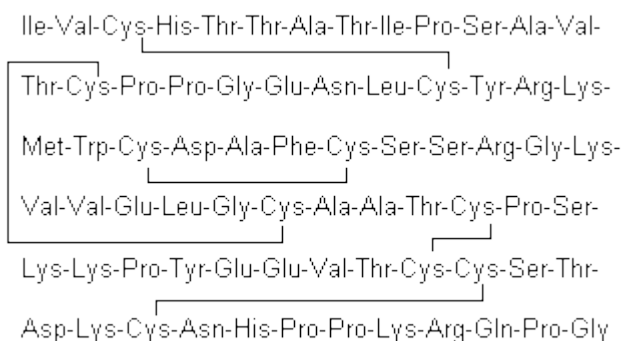 Ile-Val-Cys-His-Thr-Thr-Ala-Thr-Ile-Pro-Ser-Ala-Val-
Thr-Cys-Pro-Pro-Gly-Glu-Asn-Leu-Cys-Tyr-Arg-Lys-
Met-Trp-Cys-Asp-Ala-Phe-Cys-Ser-Ser-Arg-Gly-Lys-
Val-Val-Glu-Leu-Gly-Cys-Ala-Ala-Thr-Cys-Pro-Ser-
Lys-Lys-Pro-Tyr-Glu-Glu-Val-Thr-Cys-Cys-Ser-Thr-
Asp-Lys-Cys-Asn-His-Pro-Pro-Lys-Arg-Gln-Pro-Gly